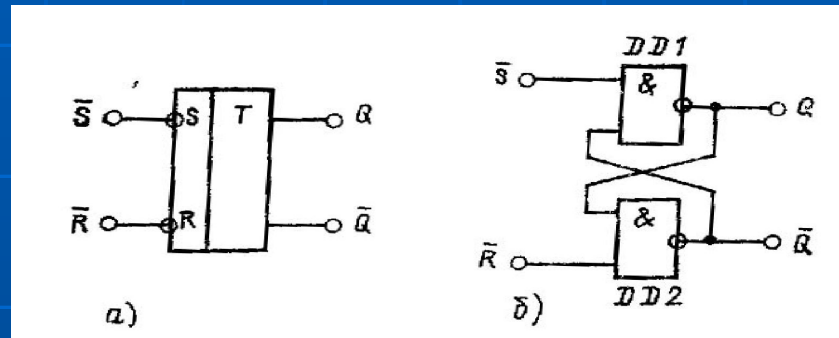 S̅ S T Q
R̅ R Q̅
а)
DD1
S̅ & Q
& Q̅
R̅
DD2
б)